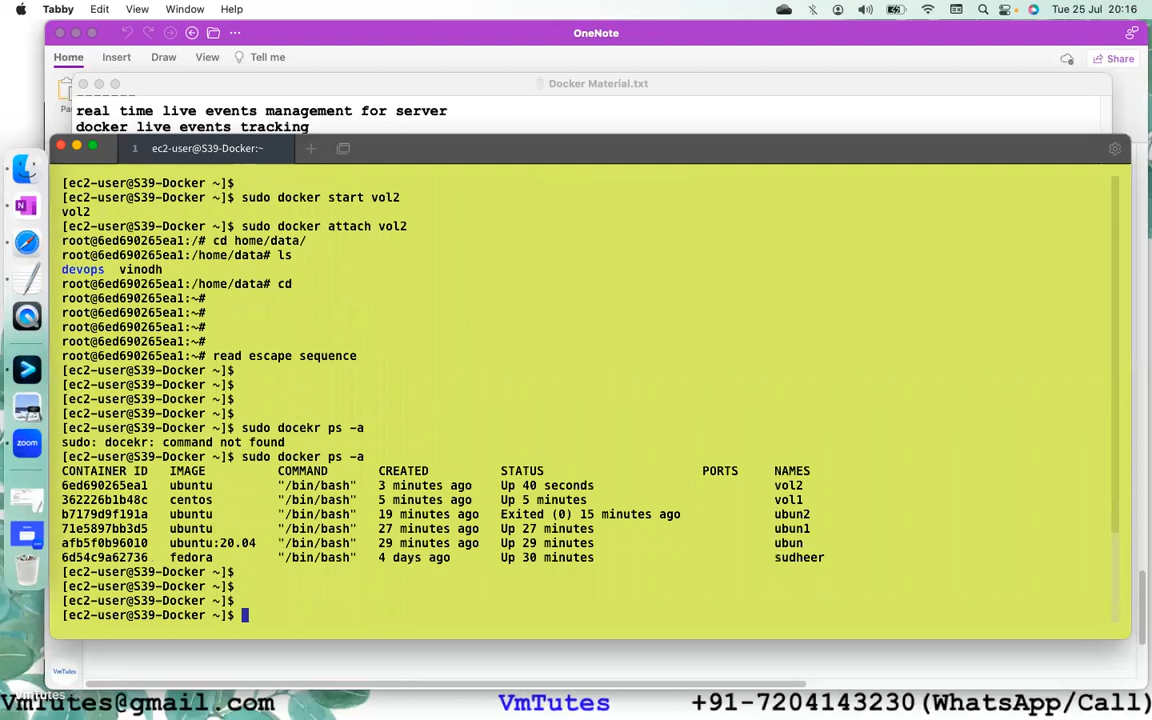 Tabby Edit View Window Help Tue 25 Jul 20:16
OneNote
Home Insert Draw View Tell me Share
Docker Material.txt
real time live events management for server
docker live events tracking
1 ec2-user@S39-Docker:~
[ec2-user@S39-Docker ~]$
[ec2-user@S39-Docker ~]$ sudo docker start vol2
vol2
[ec2-user@S39-Docker ~]$ sudo docker attach vol2
root@6ed690265ea1:/# cd home/data/
root@6ed690265ea1:/home/data# ls
devops vinodh
root@6ed690265ea1:/home/data# cd
root@6ed690265ea1:~#
root@6ed690265ea1:~#
root@6ed690265ea1:~#
root@6ed690265ea1:~#
root@6ed690265ea1:~# read escape sequence
[ec2-user@S39-Docker ~]$
[ec2-user@S39-Docker ~]$
[ec2-user@S39-Docker ~]$
[ec2-user@S39-Docker ~]$
[ec2-user@S39-Docker ~]$ sudo docekr ps -a
sudo: docekr: command not found
[ec2-user@S39-Docker ~]$ sudo docker ps -a
CONTAINER ID IMAGE COMMAND CREATED STATUS PORTS NAMES
6ed690265ea1 ubuntu "/bin/bash" 3 minutes ago Up 40 seconds vol2
362226b1b48c centos "/bin/bash" 5 minutes ago Up 5 minutes vol1
b7179d9f191a ubuntu "/bin/bash" 19 minutes ago Exited (0) 15 minutes ago ubun2
71e5897bb3d5 ubuntu "/bin/bash" 27 minutes ago Up 27 minutes ubun1
afb5f0b96010 ubuntu:20.04 "/bin/bash" 29 minutes ago Up 29 minutes ubun
6d54c9a62736 fedora "/bin/bash" 4 days ago Up 30 minutes sudheer
[ec2-user@S39-Docker ~]$
[ec2-user@S39-Docker ~]$
[ec2-user@S39-Docker ~]$
[ec2-user@S39-Docker ~]$
zoom
VmTutes
VmTutes
Vmtutes@gmail.com VmTutes +91-7204143230(WhatsApp/Call)